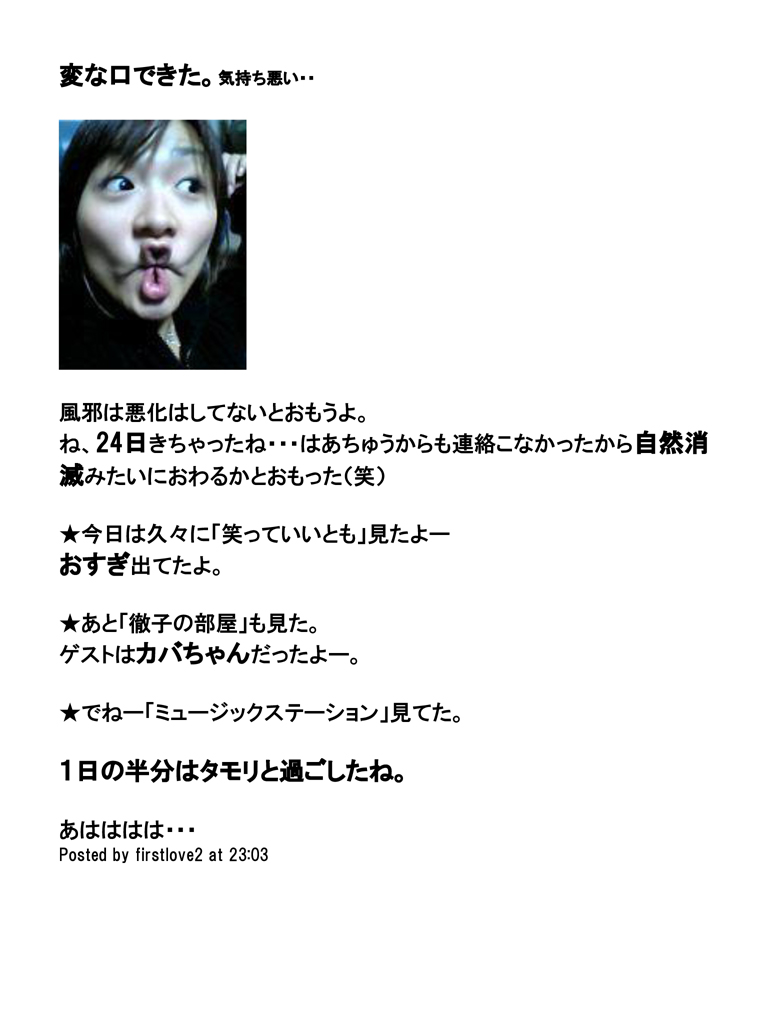 変な口できた。気持ち悪い・・
風邪は悪化はしてないとおもうよ。
ね、24日きちゃったね・・・はあちゅうからも連絡こなかったから自然消
滅みたいにおわるかとおもった（笑）
★今日は久々に「笑っていいとも」見たよー
おすぎ出てたよ。
★あと「徹子の部屋」も見た。
ゲストはカバちゃんだったよー。
★でねー「ミュージックステーション」見てた。
1日の半分はタモリと過ごしたね。
あはははは・・・
Posted by firstlove2 at 23:03